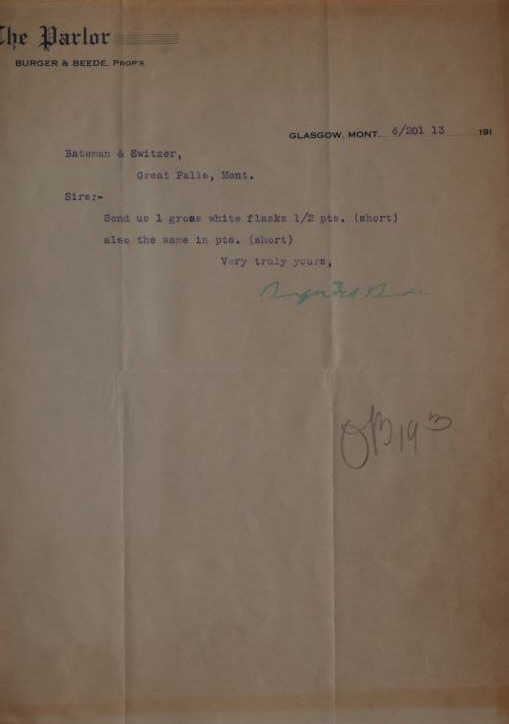 The Parlor
BURGER & BEEDE, PROP'S
GLASGOW, MONT. 6/201 13 191
Bateman & Switzer,
Great Falls, Mont.
Sirs:-
Send us 1 gross white flasks 1/2 pts. (short)
also the same in pts. (short)
Very truly yours,